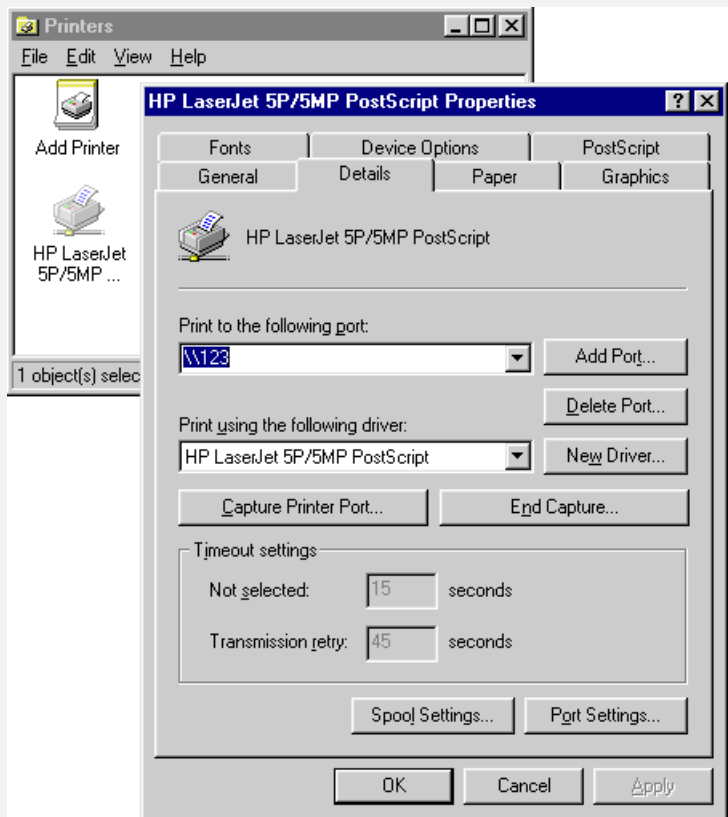 Printers
File Edit View Help
Add Printer
HP LaserJet
5P/5MP ...
1 object(s) selec
HP LaserJet 5P/5MP PostScript Properties
Fonts Device Options PostScript
General Details Paper Graphics
HP LaserJet 5P/5MP PostScript
Print to the following port:
\\123
Add Port...
Delete Port...
Print using the following driver:
HP LaserJet 5P/5MP PostScript
New Driver...
Capture Printer Port... End Capture...
Timeout settings
Not selected: 15 seconds
Transmission retry: 45 seconds
Spool Settings... Port Settings...
OK Cancel Apply